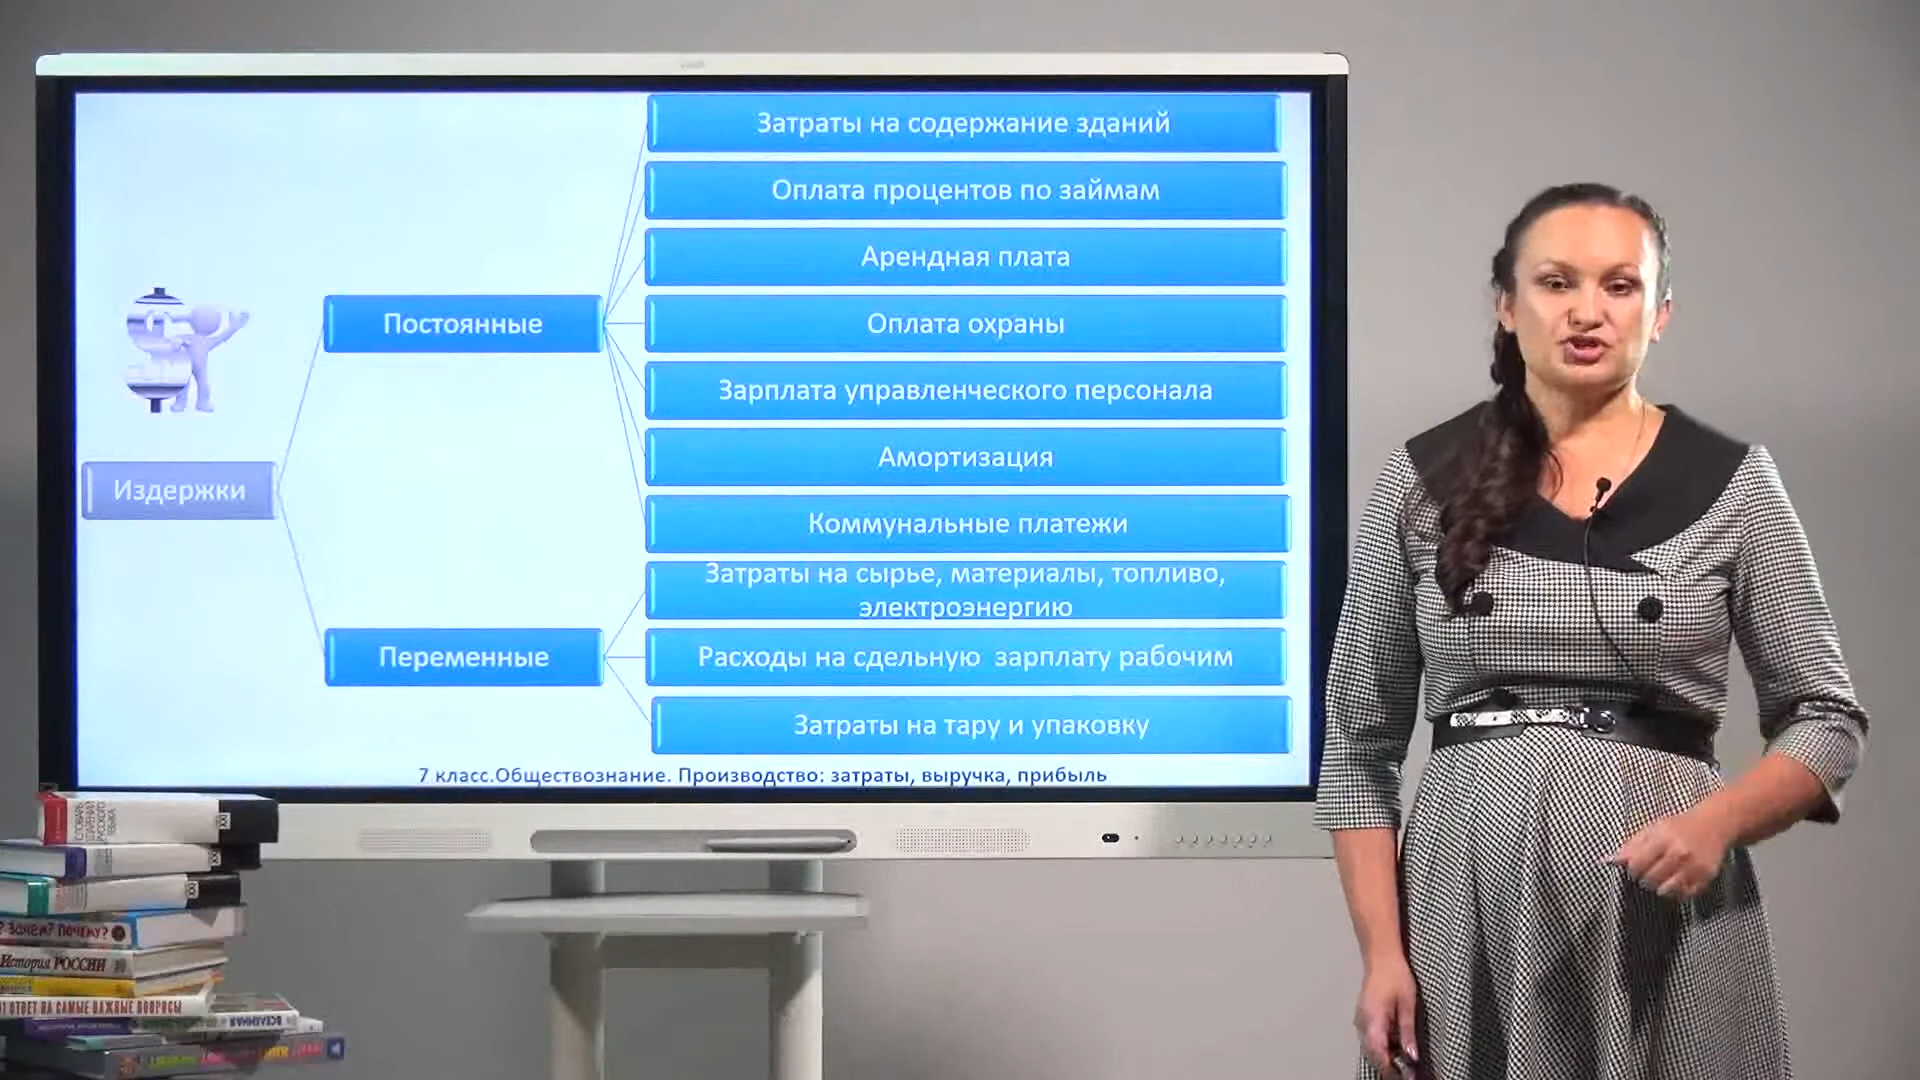 Затраты на содержание зданий
Оплата процентов по займам
Арендная плата
Постоянные
Оплата охраны
Зарплата управленческого персонала
Амортизация
Издержки
Коммунальные платежи
Затраты на сырье, материалы, топливо,
электроэнергию
Переменные
Расходы на сдельную зарплату рабочим
Затраты на тару и упаковку
7 класс.Обществознание. Производство: затраты, выручка, прибыль
? ЗАЧЕМ? ПОЧЕМУ?
История РОССИИ
ОТВЕТ НА САМЫЕ ВАЖНЫЕ ВОПРОСЫ
ВСЕЛЕННАЯ